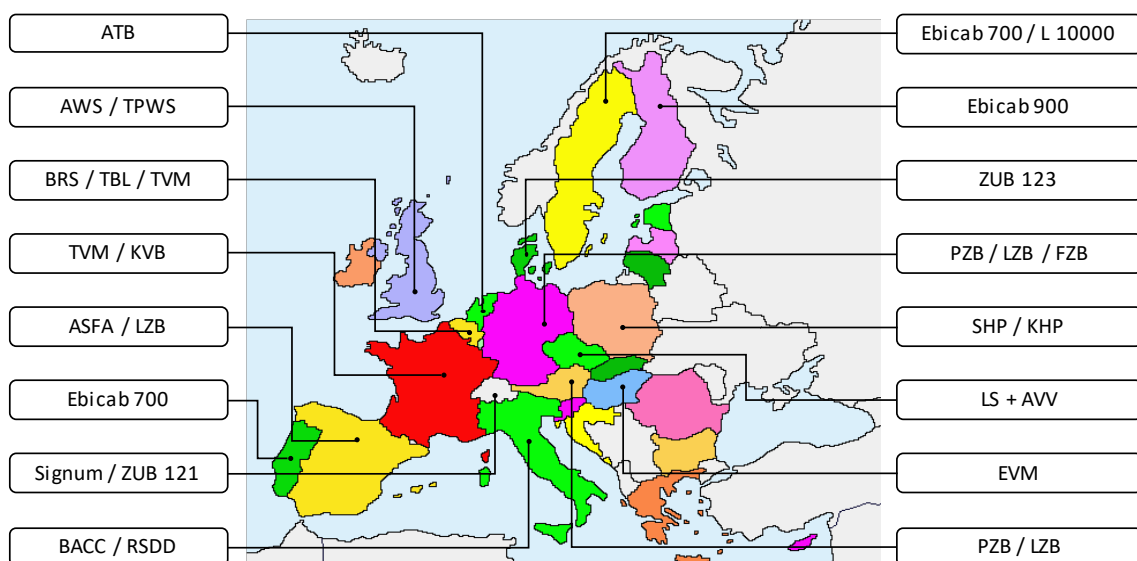 ATB
AWS / TPWS
BRS / TBL / TVM
TVM / KVB
ASFA / LZB
Ebicab 700
Signum / ZUB 121
BACC / RSDD
Ebicab 700 / L 10000
Ebicab 900
ZUB 123
PZB / LZB / FZB
SHP / KHP
LS + AVV
EVM
PZB / LZB